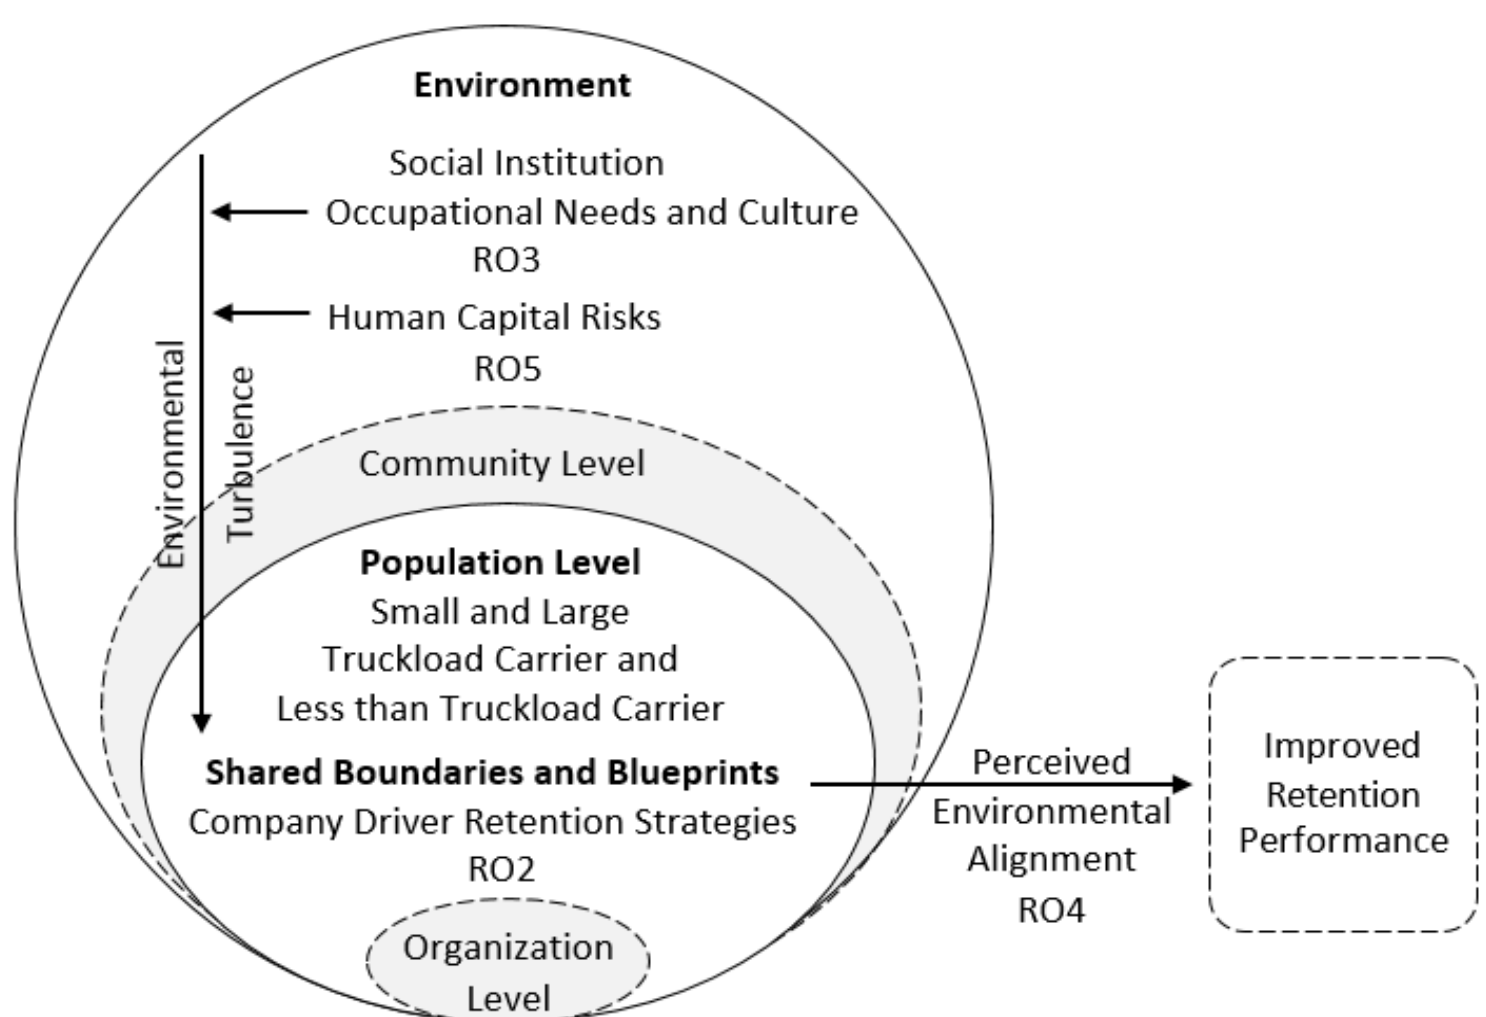 Environment
Social Institution
Occupational Needs and Culture
RO3
Human Capital Risks
RO5
Environmental
Turbulence
Community Level
Population Level
Small and Large
Truckload Carrier and
Less than Truckload Carrier
Shared Boundaries and Blueprints
Company Driver Retention Strategies
RO2
Organization
Level
Perceived
Environmental
Alignment
RO4
Improved
Retention
Performance